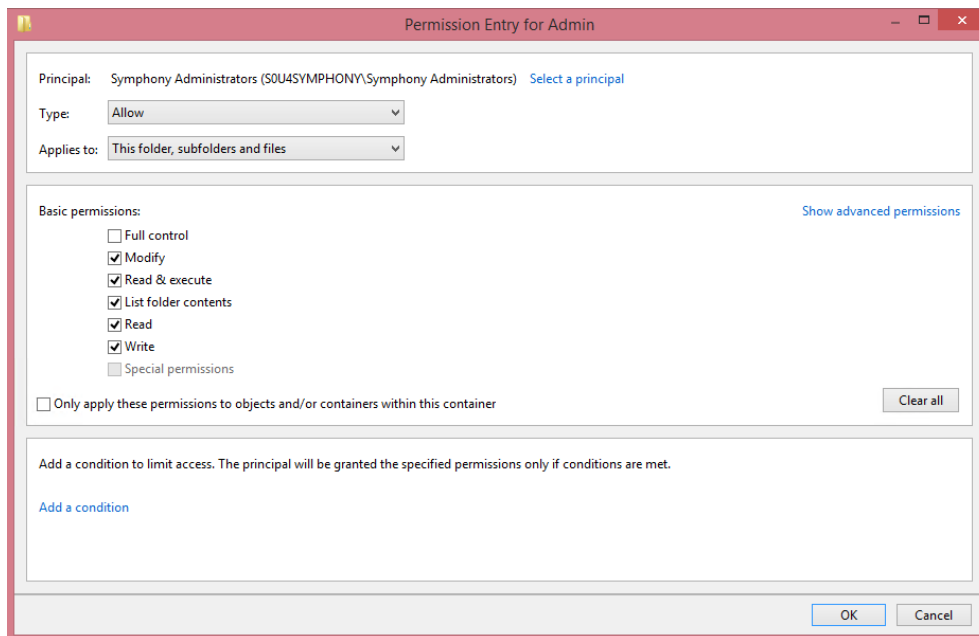 Permission Entry for Admin
Principal: Symphony Administrators (S0U4SYMPHONY\Symphony Administrators) Select a principal
Type: Allow
Applies to: This folder, subfolders and files
Basic permissions: Show advanced permissions
Full control
Modify
Read & execute
List folder contents
Read
Write
Special permissions
Only apply these permissions to objects and/or containers within this container Clear all
Add a condition to limit access. The principal will be granted the specified permissions only if conditions are met.
Add a condition
OK Cancel